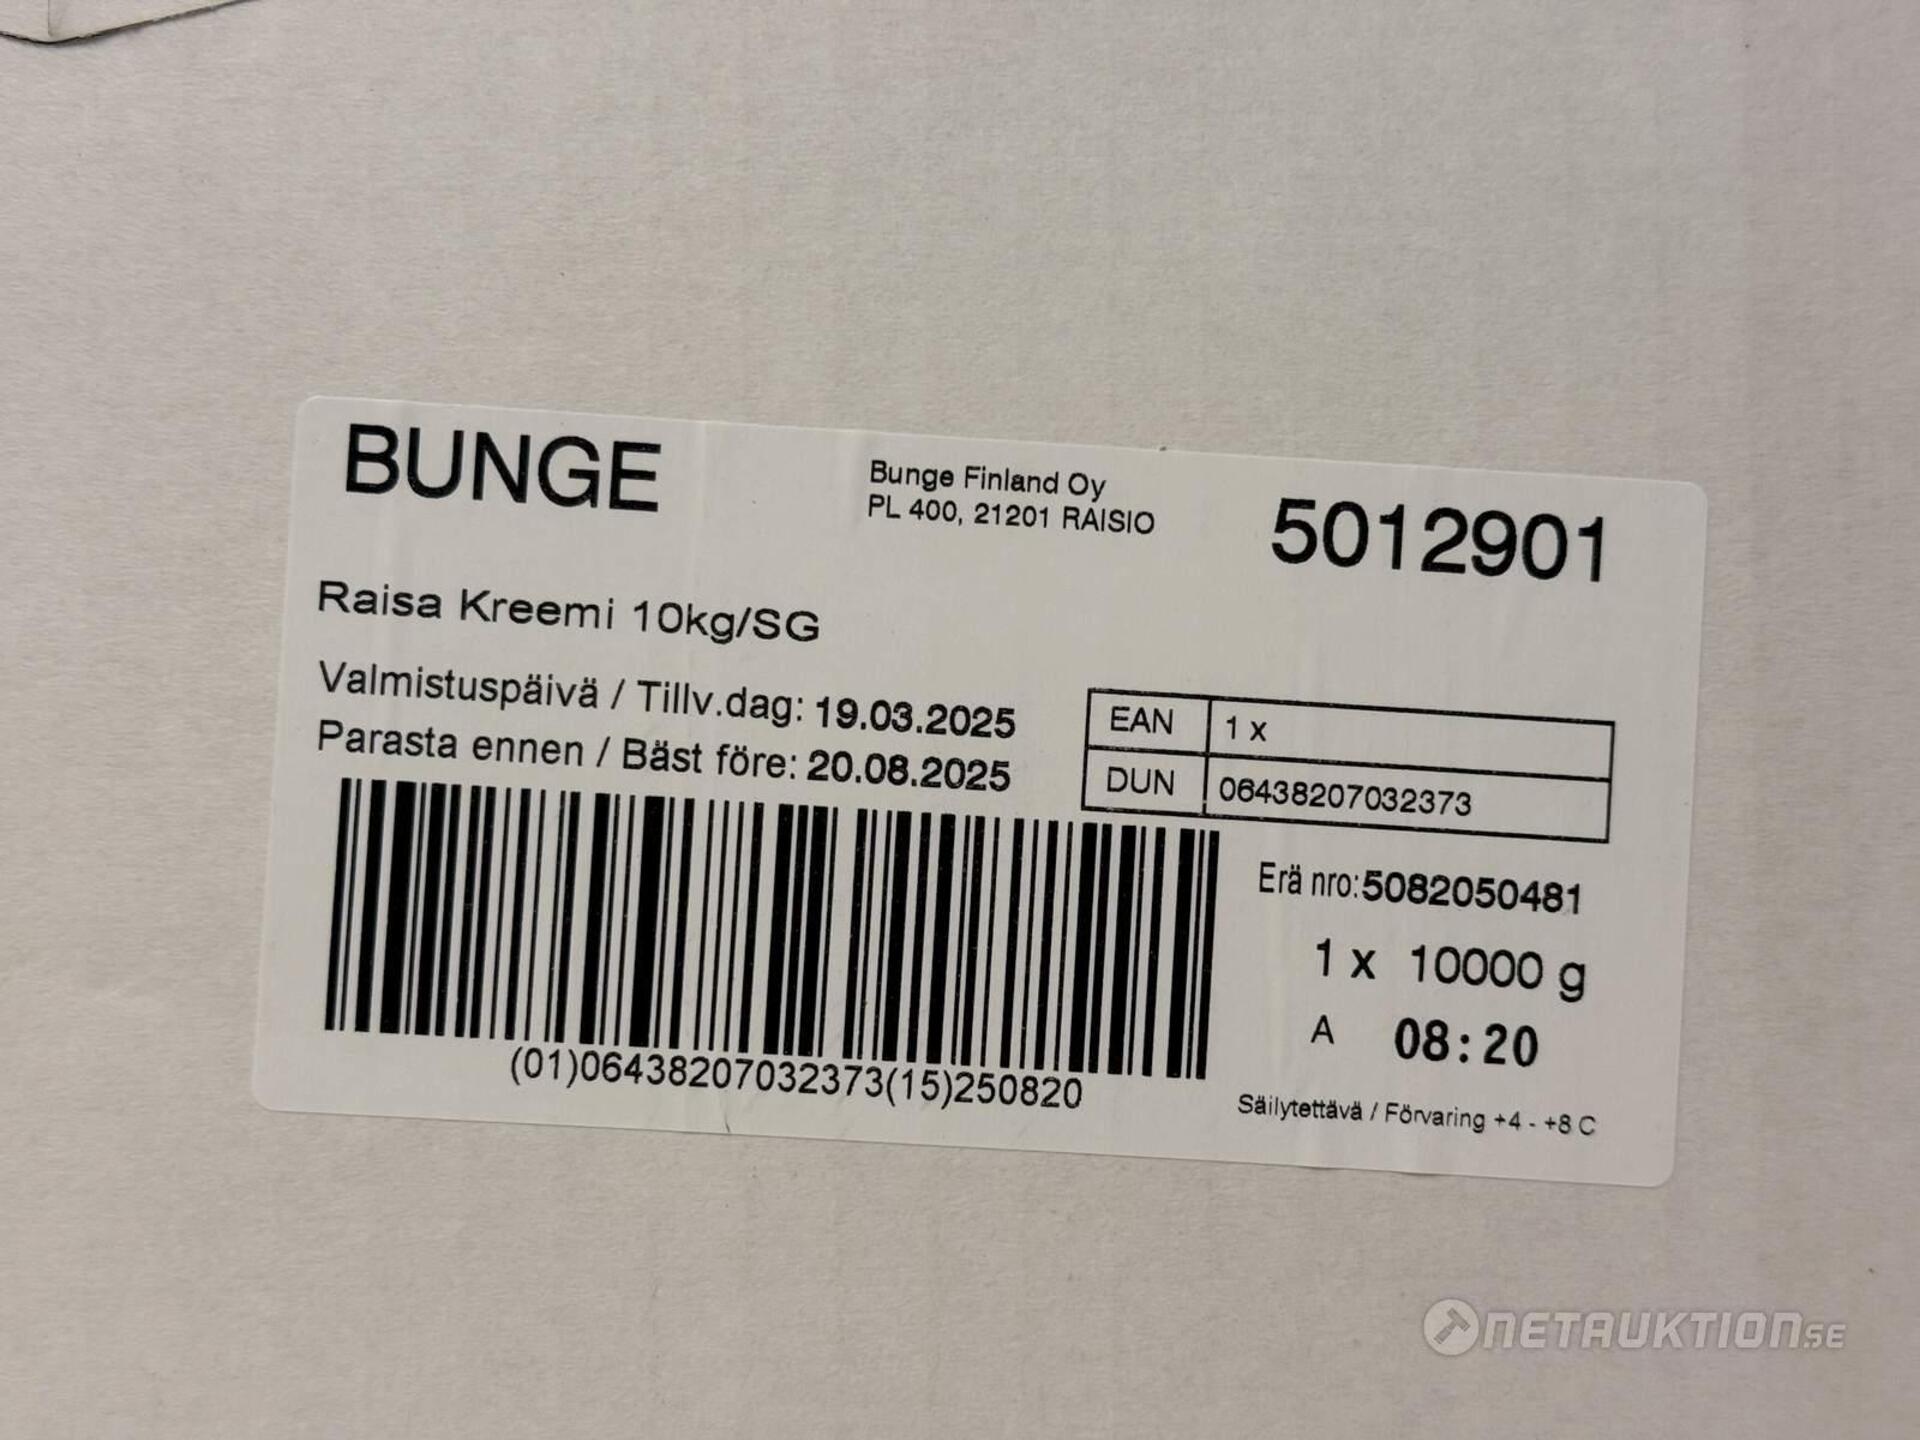 BUNGE
Bunge Finland Oy
PL 400, 21201 RAISIO
5012901
Raisa Kreemi 10kg/SG
Valmistuspäivä / Tillv.dag: 19.03.2025
Parasta ennen / Bäst före: 20.08.2025
EAN 1 x
DUN 06438207032373
Erä nro:5082050481
1 x 10000 g
A 08:20
(01)06438207032373(15)250820
Säilytettävä / Förvaring +4 - +8 C
NETAUKTION.SE